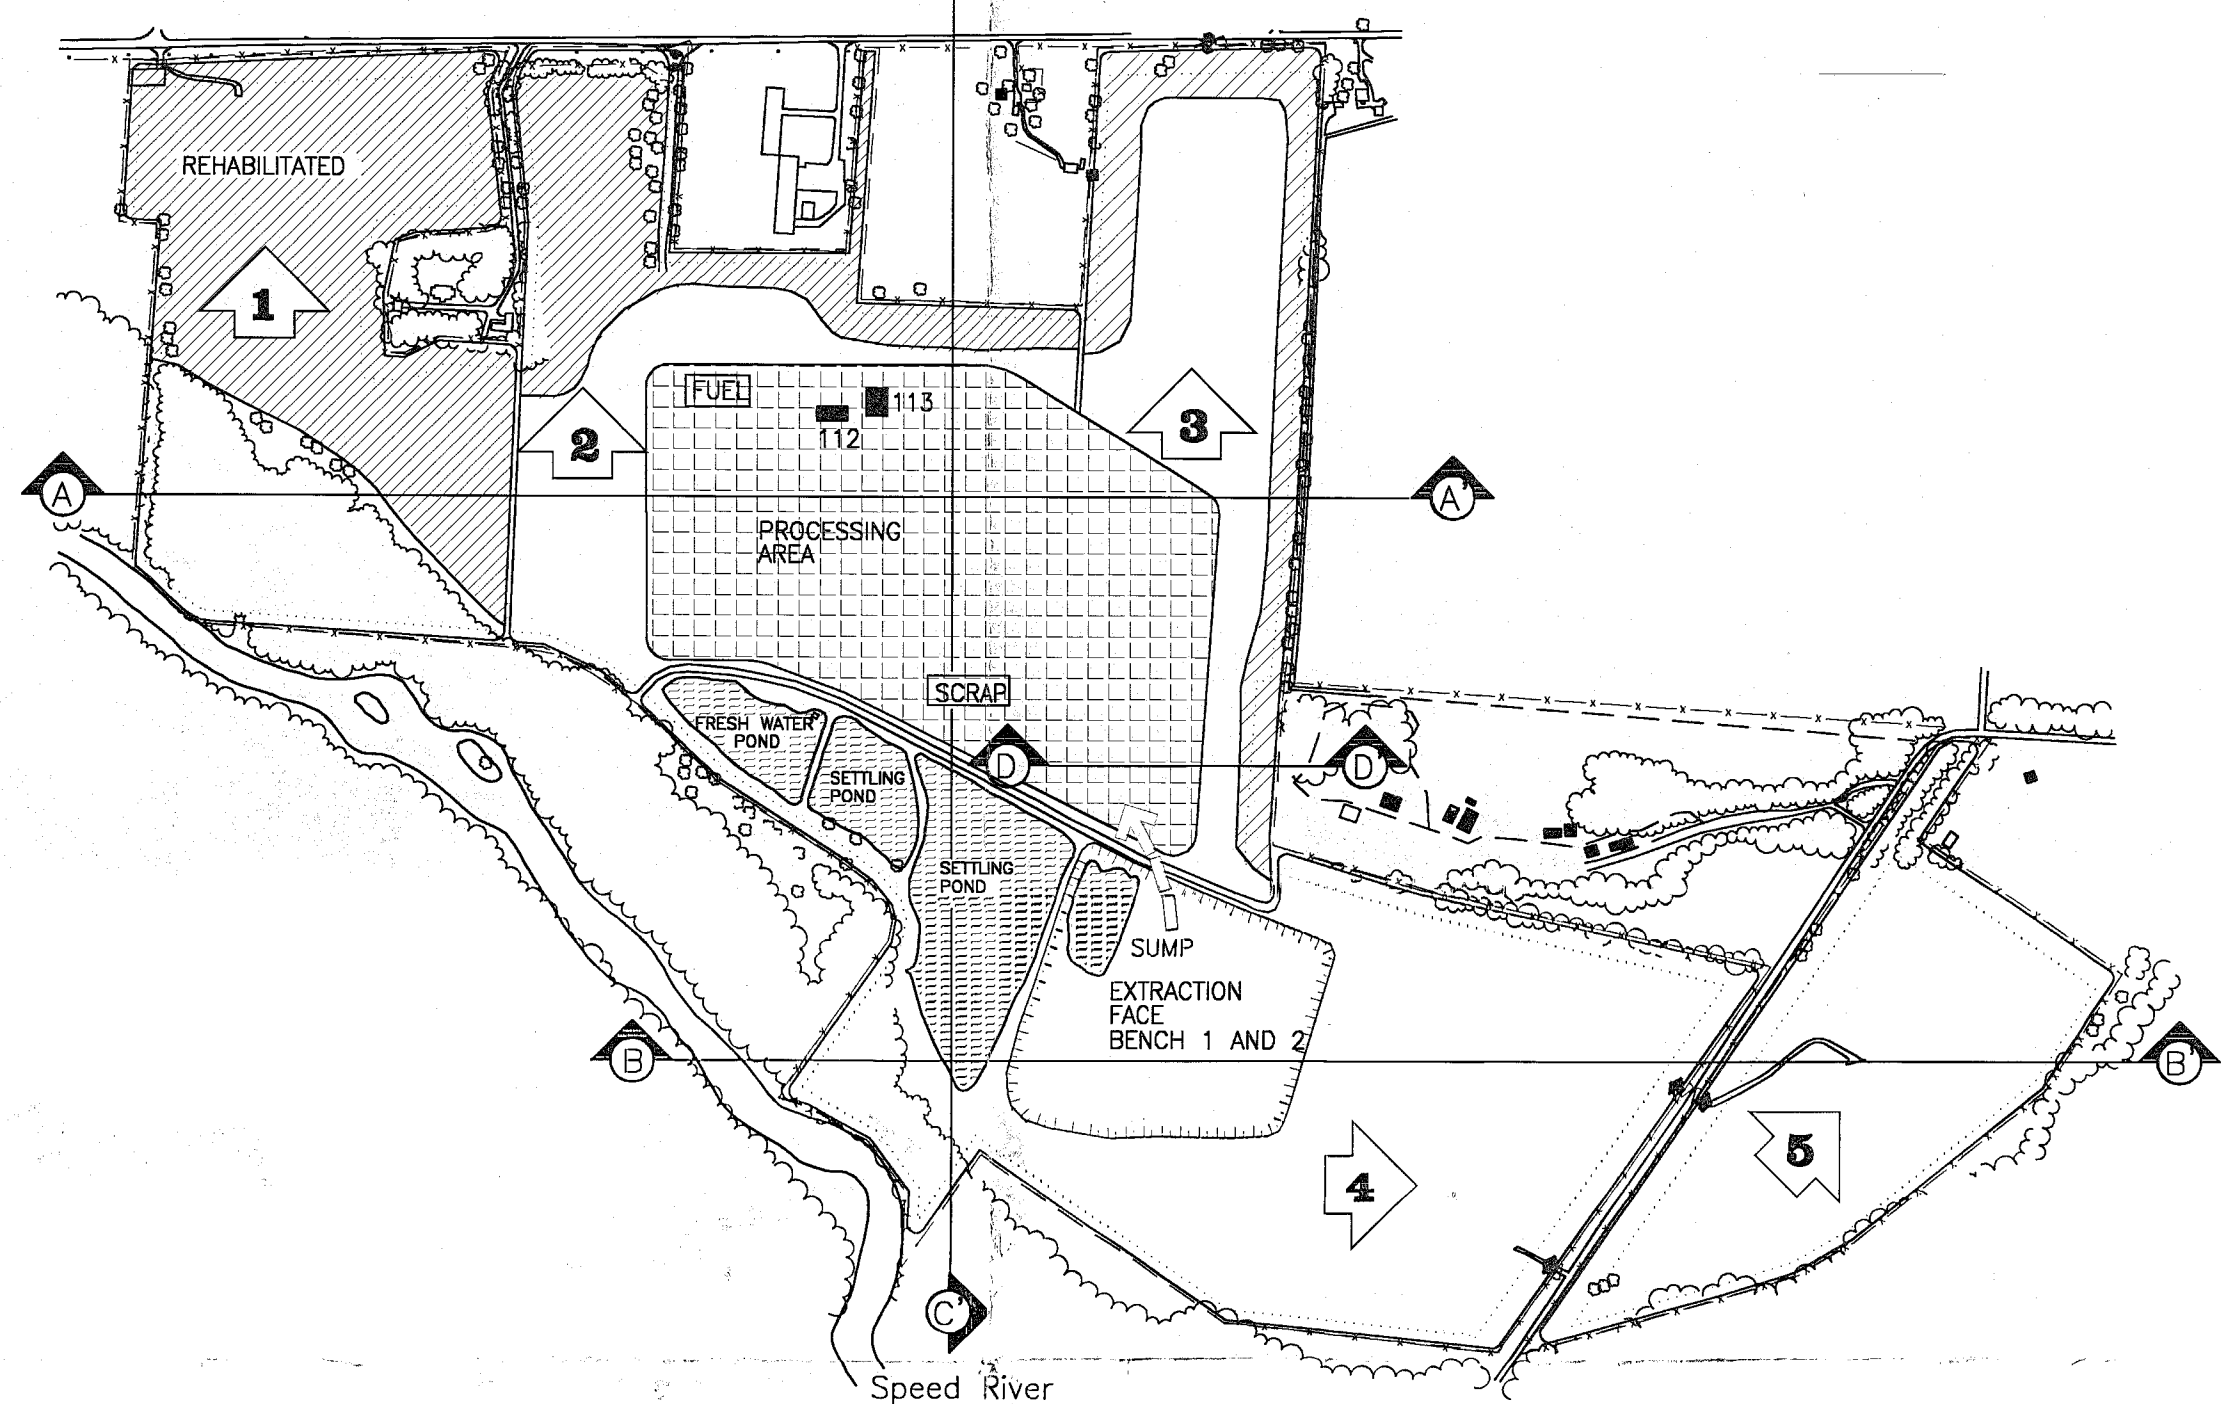 REHABILITATED
1
FUEL
113
112
2
3
A
A'
PROCESSING
AREA
SCRAP
FRESH WATER
POND
SETTLING
POND
D
D'
SETTLING
POND
SUMP
EXTRACTION
FACE
BENCH 1 AND 2
B
B'
4
5
C'
Speed River